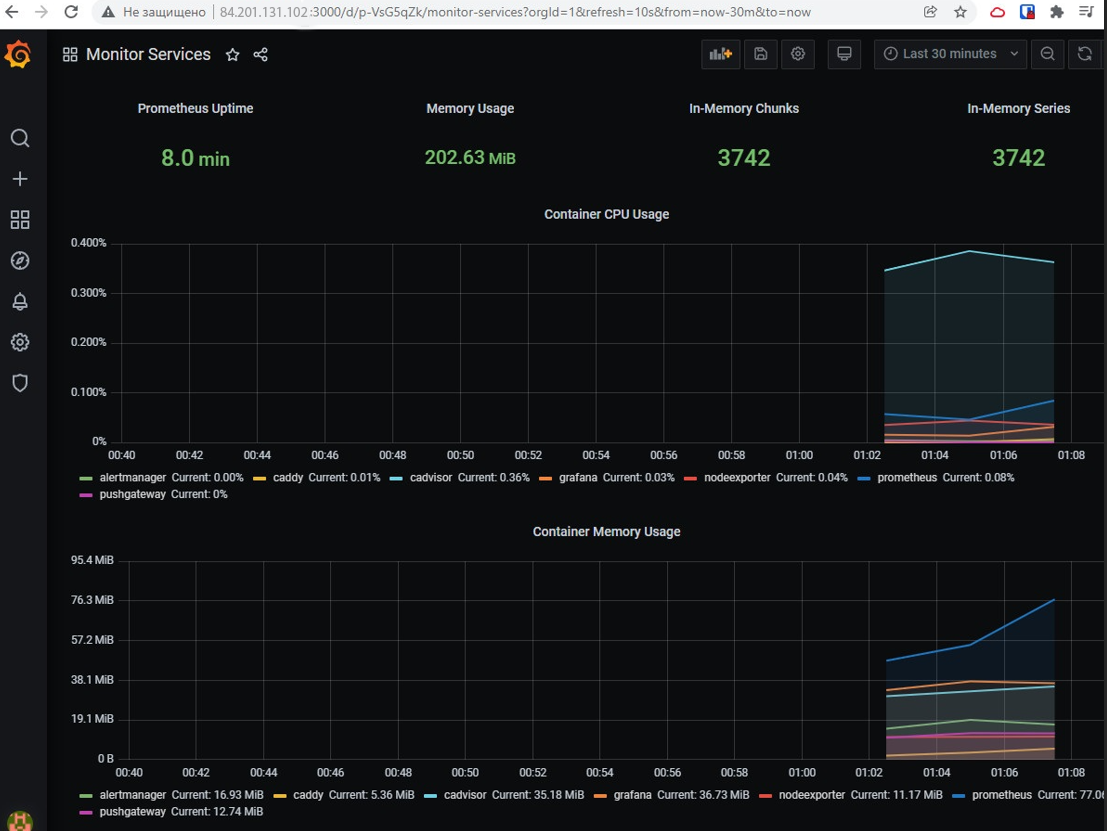 Не защищено | 84.201.131.102:3000/d/p-VsG5qZk/monitor-services?orgId=1&refresh=10s&from=now-30m&to=now
Monitor Services
Last 30 minutes
Prometheus Uptime Memory Usage In-Memory Chunks In-Memory Series
8.0 min 202.63 MiB 3742 3742
Container CPU Usage
0.400%
0.300%
0.200%
0.100%
0%
00:40 00:42 00:44 00:46 00:48 00:50 00:52 00:54 00:56 00:58 01:00 01:02 01:04 01:06 01:08
alertmanager Current: 0.00% caddy Current: 0.01% cadvisor Current: 0.36% grafana Current: 0.03% nodeexporter Current: 0.04% prometheus Current: 0.08%
pushgateway Current: 0%
Container Memory Usage
95.4 MiB
76.3 MiB
57.2 MiB
38.1 MiB
19.1 MiB
0 B
00:40 00:42 00:44 00:46 00:48 00:50 00:52 00:54 00:56 00:58 01:00 01:02 01:04 01:06 01:08
alertmanager Current: 16.93 MiB caddy Current: 5.36 MiB cadvisor Current: 35.18 MiB grafana Current: 36.73 MiB nodeexporter Current: 11.17 MiB prometheus Current: 77.06
pushgateway Current: 12.74 MiB